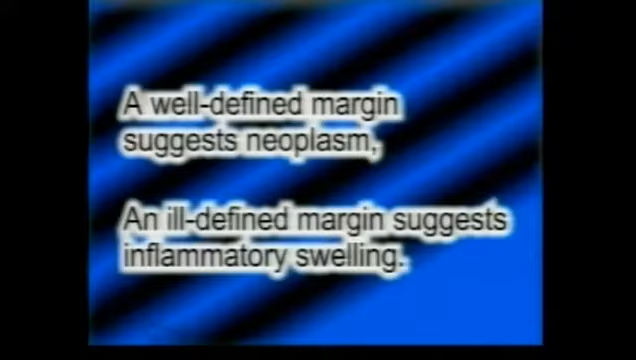 A well-defined margin
suggests neoplasm,
An ill-defined margin suggests
inflammatory swelling.